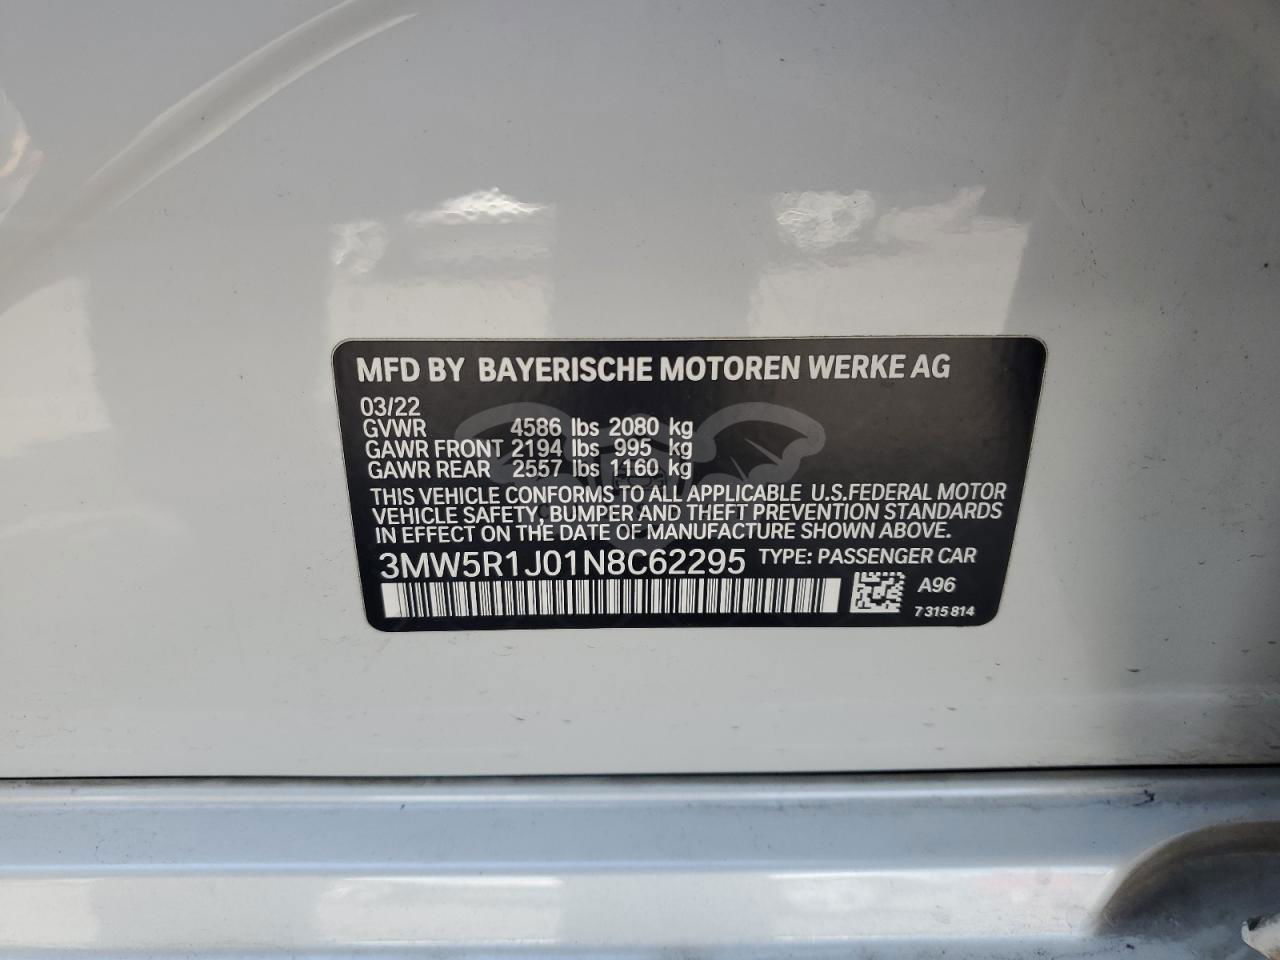 MFD BY BAYERISCHE MOTOREN WERKE AG
03/22
GVWR 4586 lbs 2080 kg
GAWR FRONT 2194 lbs 995 kg
GAWR REAR 2557 lbs 1160 kg
THIS VEHICLE CONFORMS TO ALL APPLICABLE U.S.FEDERAL MOTOR
VEHICLE SAFETY, BUMPER AND THEFT PREVENTION STANDARDS
IN EFFECT ON THE DATE OF MANUFACTURE SHOWN ABOVE.
3MW5R1J01N8C62295 TYPE: PASSENGER CAR
A96
7 315 814